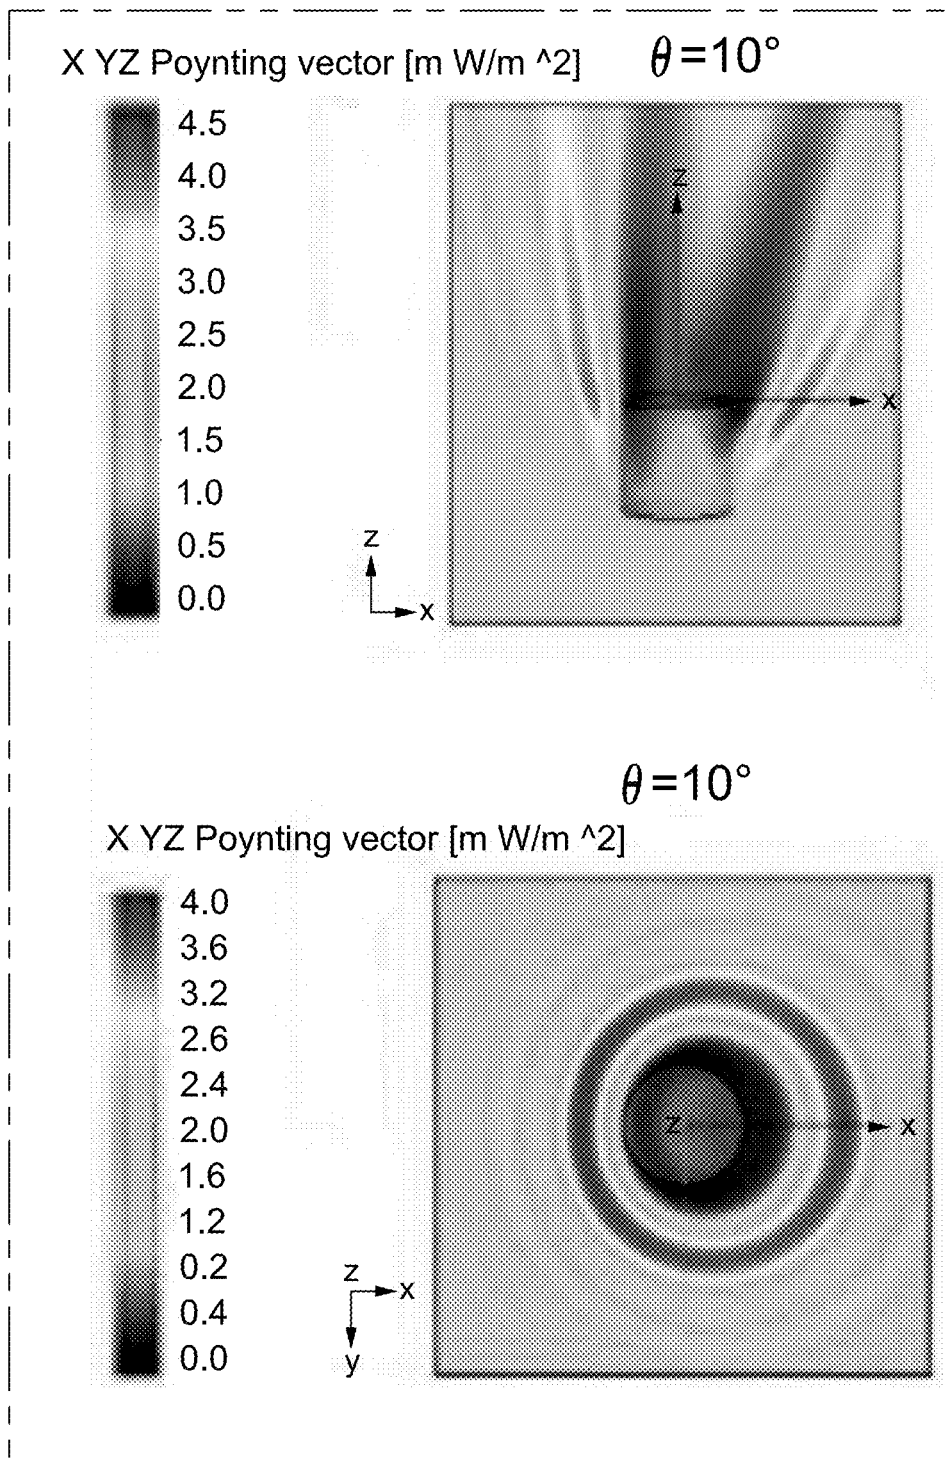 X YZ Poynting vector [m W/m ^2]
θ=10°
4.5
4.0
3.5
3.0
2.5
2.0
1.5
1.0
0.5
0.0
z
x
z
x
θ=10°
X YZ Poynting vector [m W/m ^2]
4.0
3.6
3.2
2.6
2.4
2.0
1.6
1.2
0.2
0.4
0.0
z
x
z
x
y